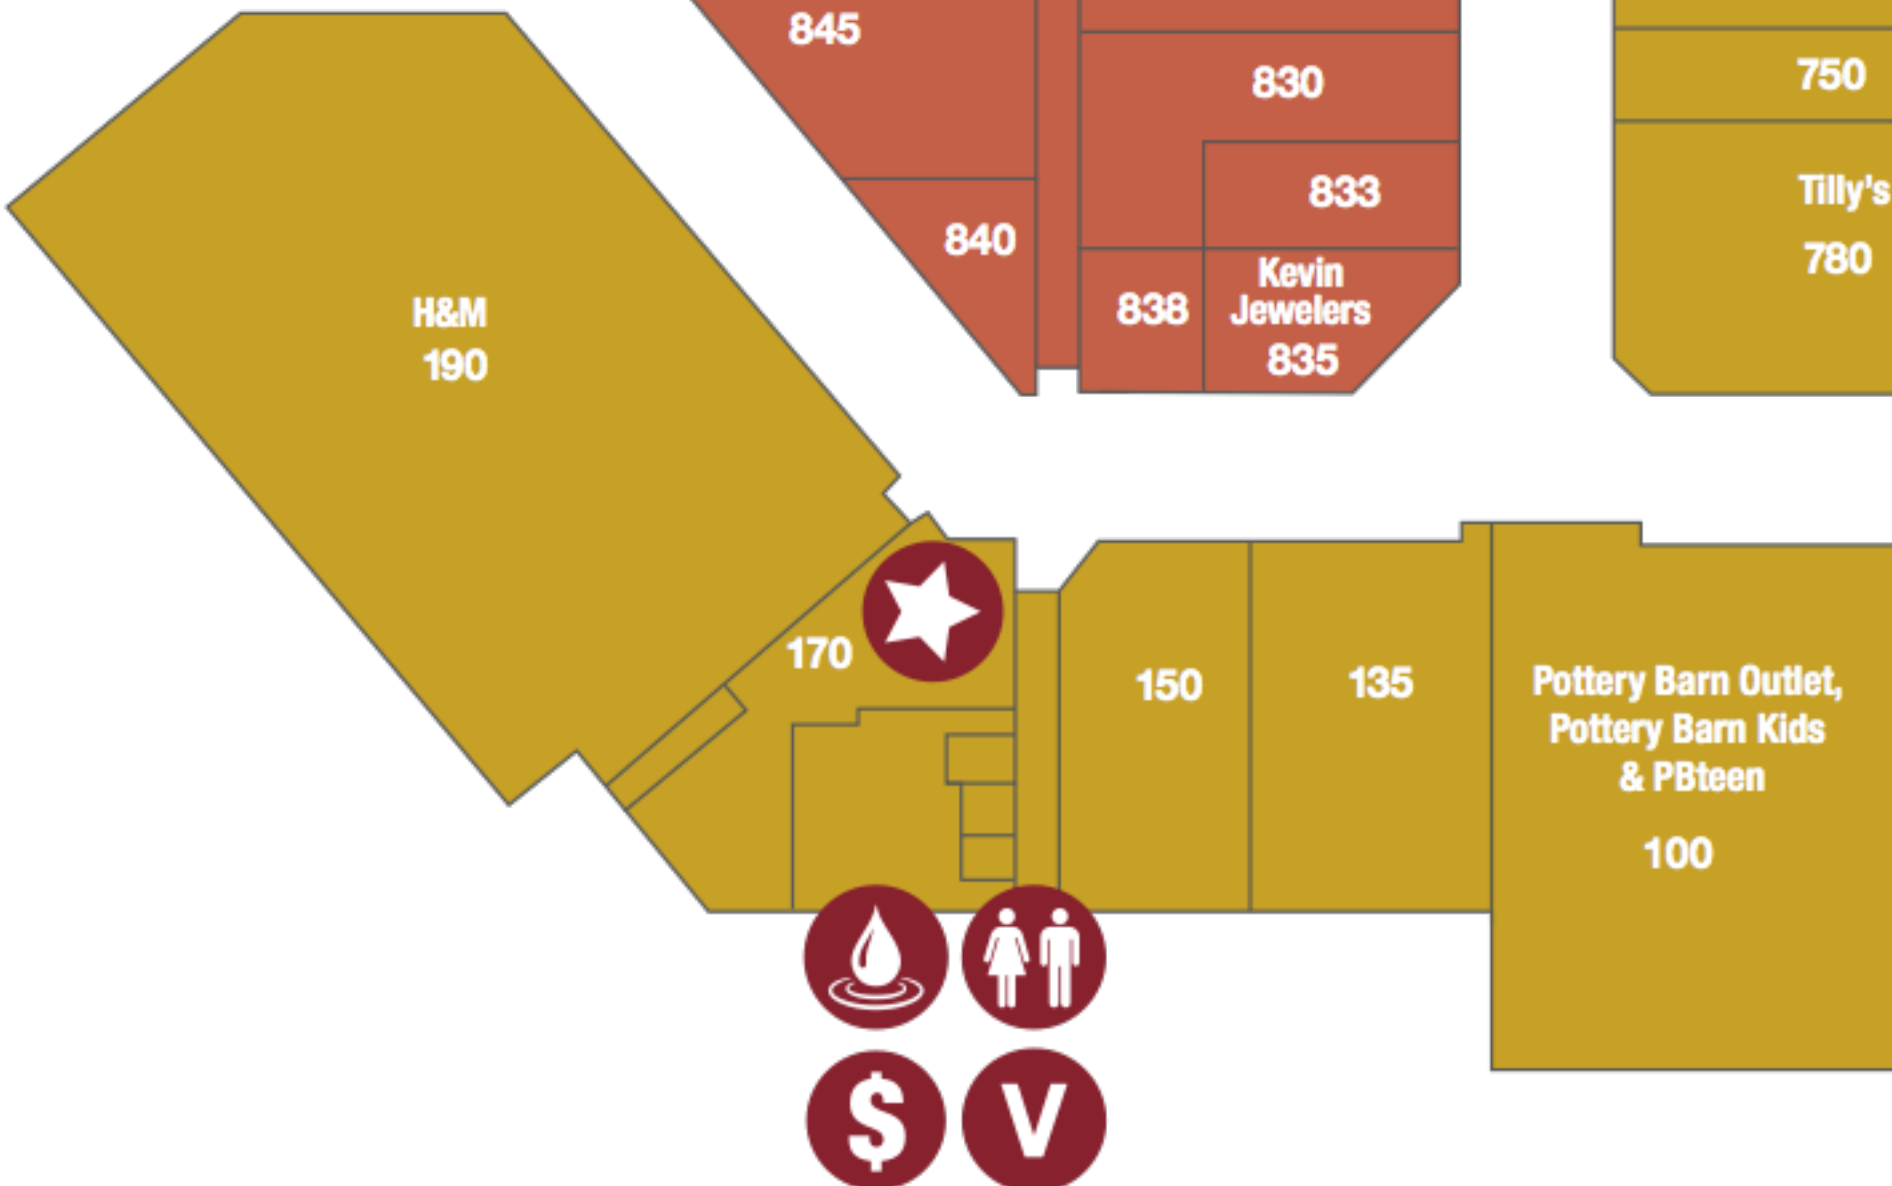 845
830
750
833
Tilly's
780
840
Kevin
Jewelers
835
838
H&M
190
170
150
135
Pottery Barn Outlet,
Pottery Barn Kids
& PBteen
100
$
V